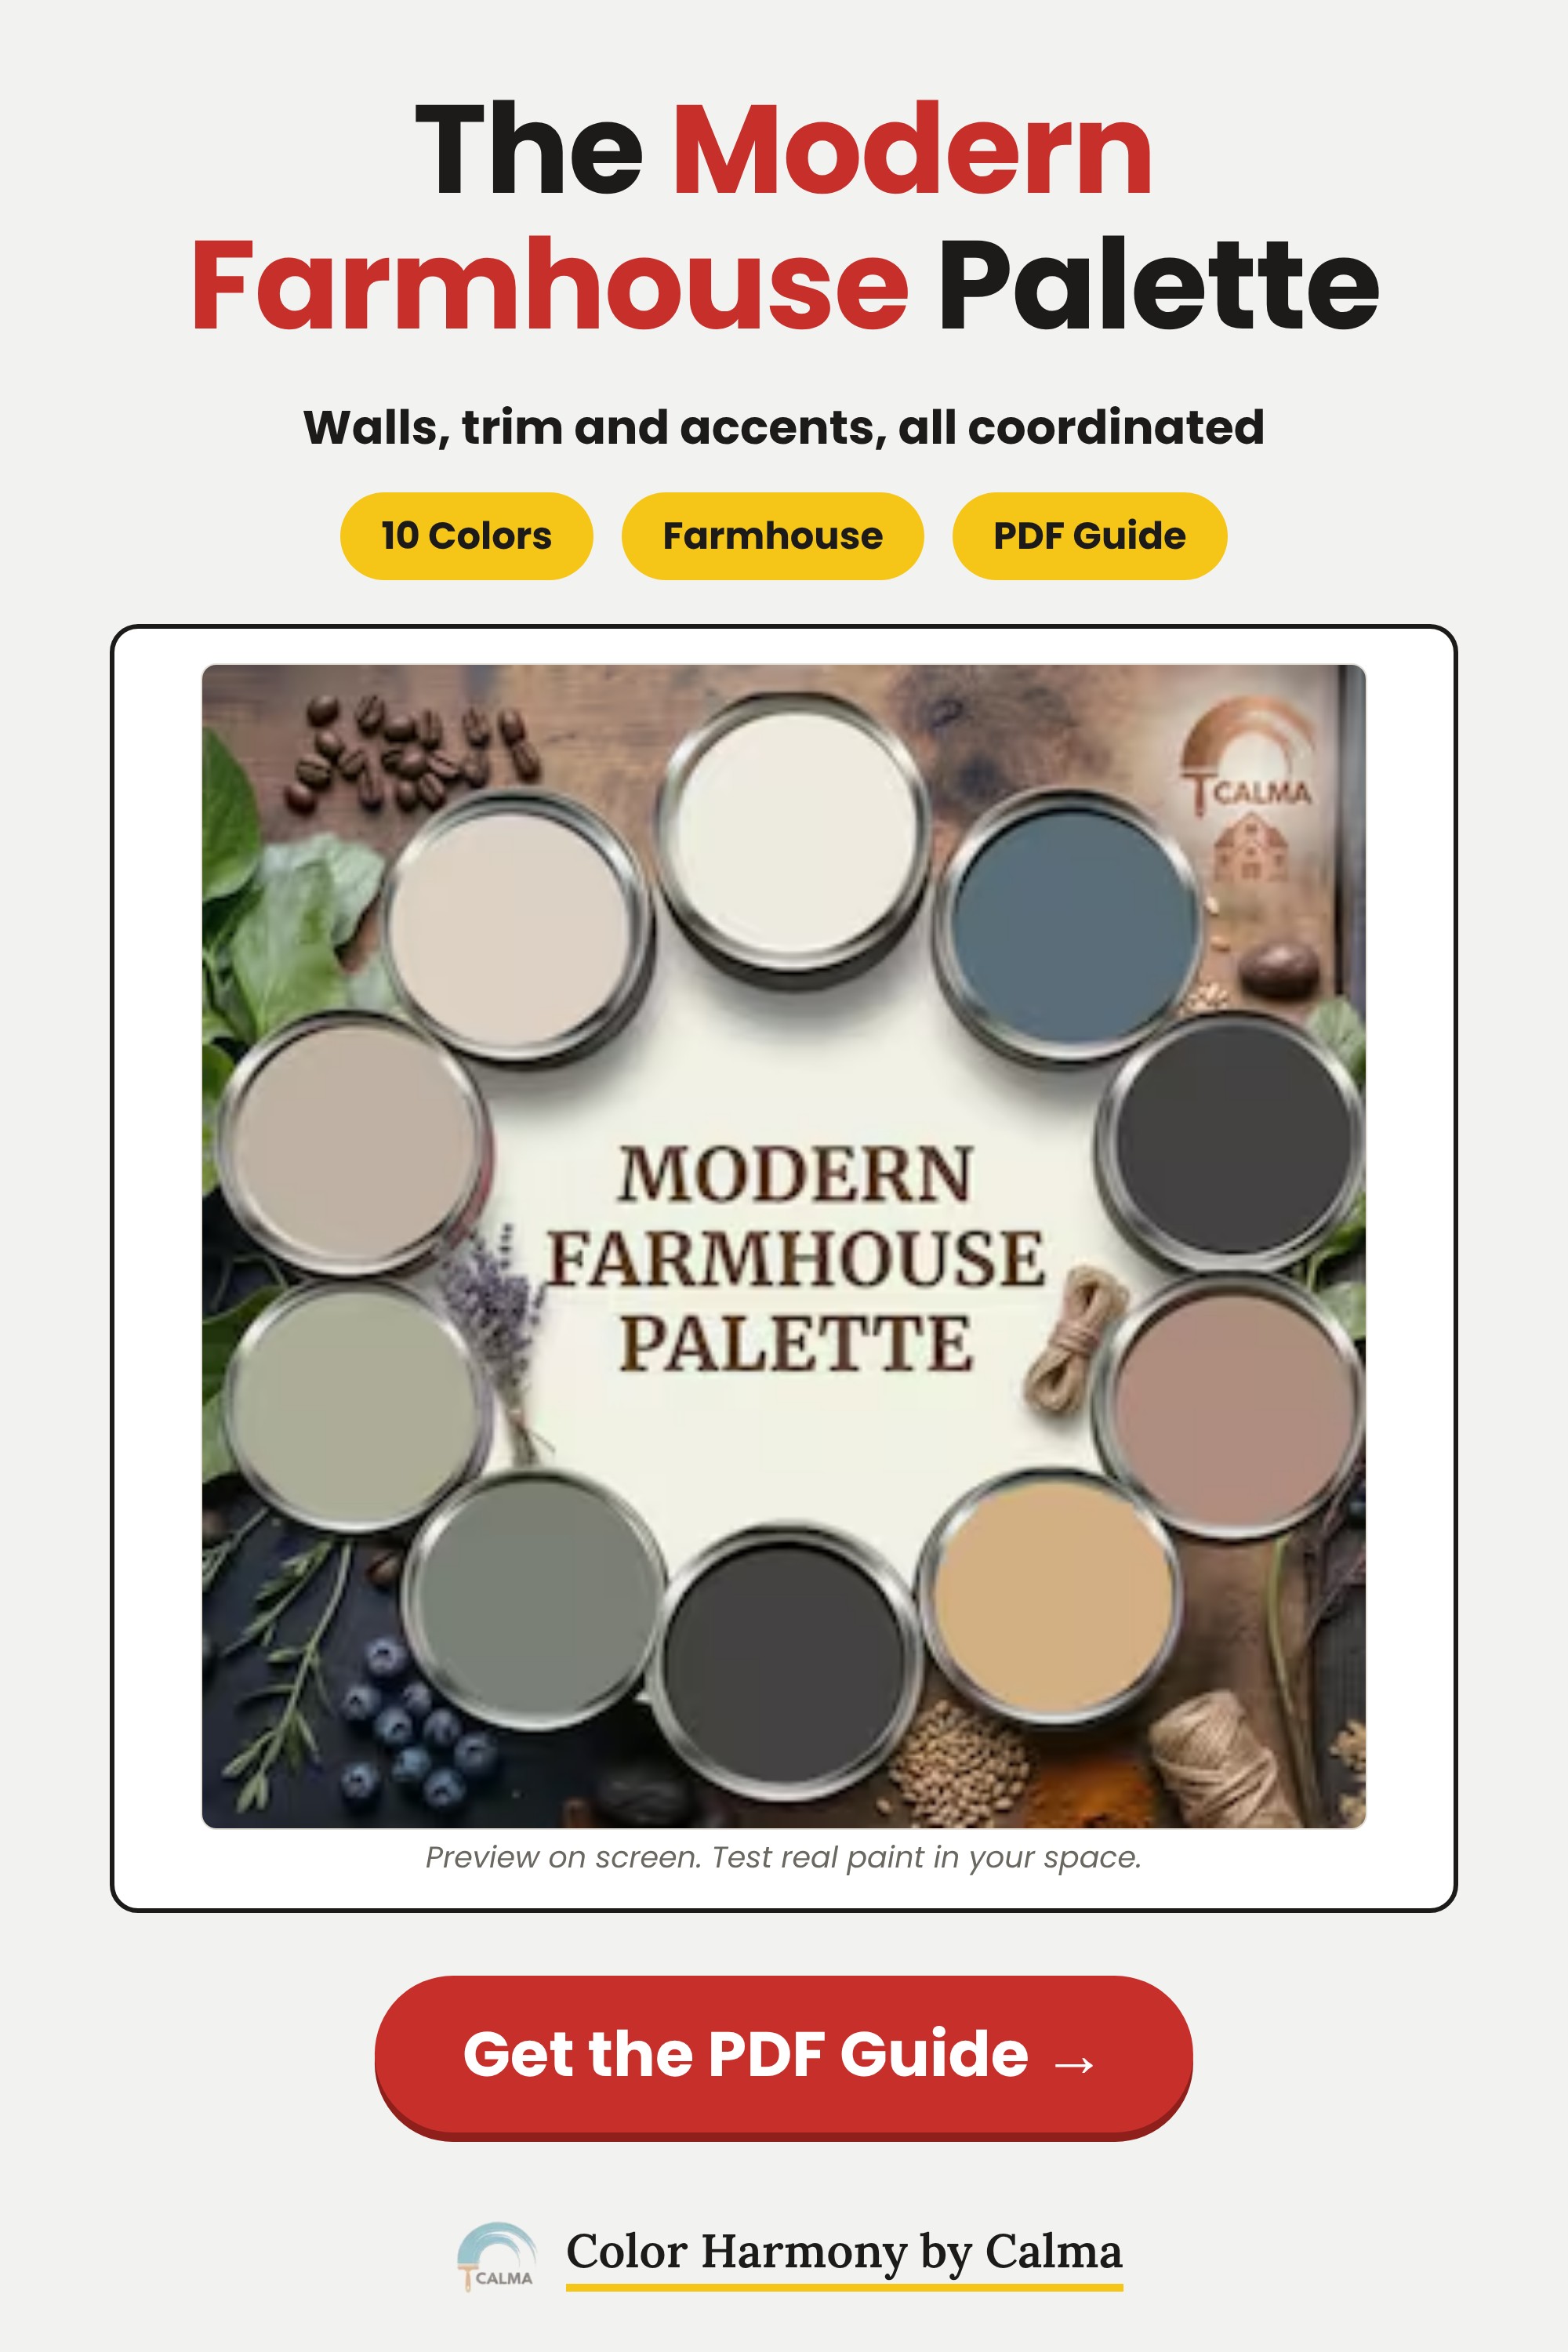 The Modern
Farmhouse Palette
Walls, trim and accents, all coordinated
10 Colors
Farmhouse
PDF Guide
CALMA
MODERN
FARMHOUSE
PALETTE
Preview on screen. Test real paint in your space.
Get the PDF Guide →
CALMA
Color Harmony by Calma